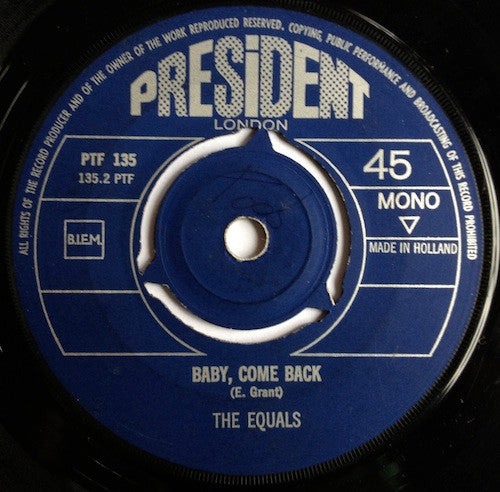 ALL RIGHTS OF THE RECORD PRODUCER AND OF THE OWNER OF THE WORK REPRODUCED RESERVED. COPYING, PUBLIC PERFORMANCE AND BROADCASTING OF THIS RECORD PROHIBITED
PRESiDENT
LONDON
PTF 135
135.2 PTF
45
MONO
B.I.E.M.
MADE IN HOLLAND
BABY, COME BACK
(E. Grant)
THE EQUALS